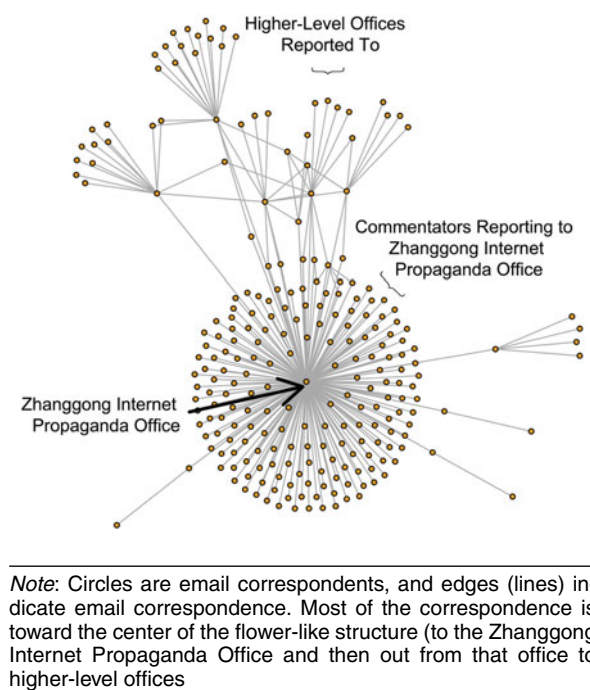 Higher-Level Offices
Reported To
Commentators Reporting to
Zhanggong Internet
Propaganda Office
Zhanggong Internet
Propaganda Office
Note: Circles are email correspondents, and edges (lines) in-
dicate email correspondence. Most of the correspondence is
toward the center of the flower-like structure (to the Zhanggong
Internet Propaganda Office and then out from that office to
higher-level offices